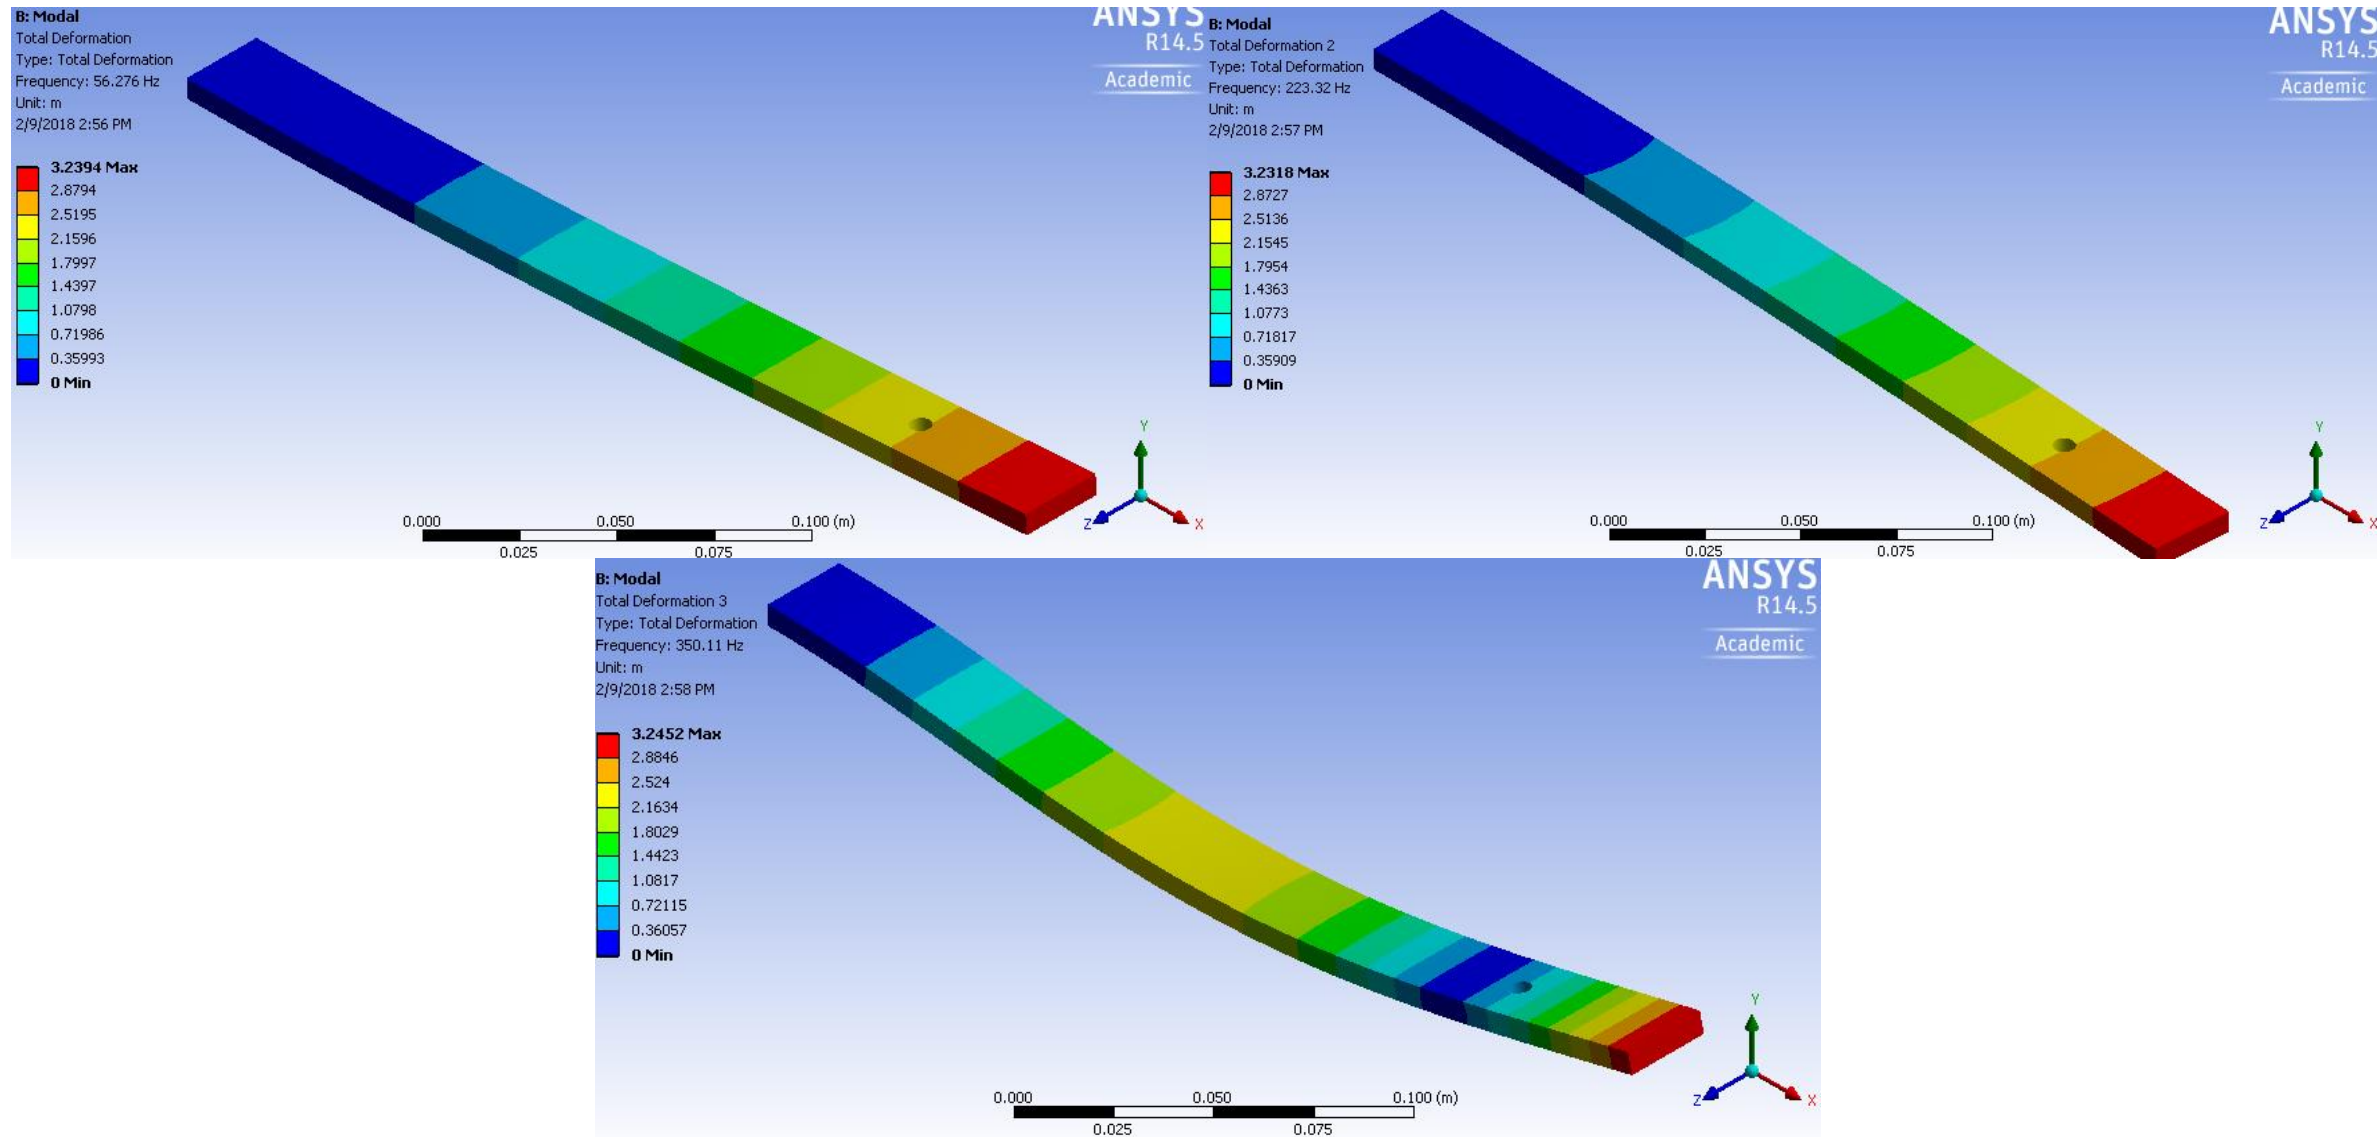 B: Modal
Total Deformation
Type: Total Deformation
Frequency: 56.276 Hz
Unit: m
2/9/2018 2:56 PM
3.2394 Max
2.8794
2.5195
2.1596
1.7997
1.4397
1.0798
0.71986
0.35993
0 Min
ANSYS
R14.5
Academic
Y
Z
X
0.000
0.050
0.100 (m)
0.025
0.075
B: Modal
Total Deformation 2
Type: Total Deformation
Frequency: 223.32 Hz
Unit: m
2/9/2018 2:57 PM
3.2318 Max
2.8727
2.5136
2.1545
1.7954
1.4363
1.0773
0.71817
0.35909
0 Min
ANSYS
R14.5
Academic
Y
Z
X
0.000
0.050
0.100 (m)
0.025
0.075
B: Modal
Total Deformation 3
Type: Total Deformation
Frequency: 350.11 Hz
Unit: m
2/9/2018 2:58 PM
3.2452 Max
2.8846
2.524
2.1634
1.8029
1.4423
1.0817
0.72115
0.36057
0 Min
ANSYS
R14.5
Academic
Y
Z
X
0.000
0.050
0.100 (m)
0.025
0.075